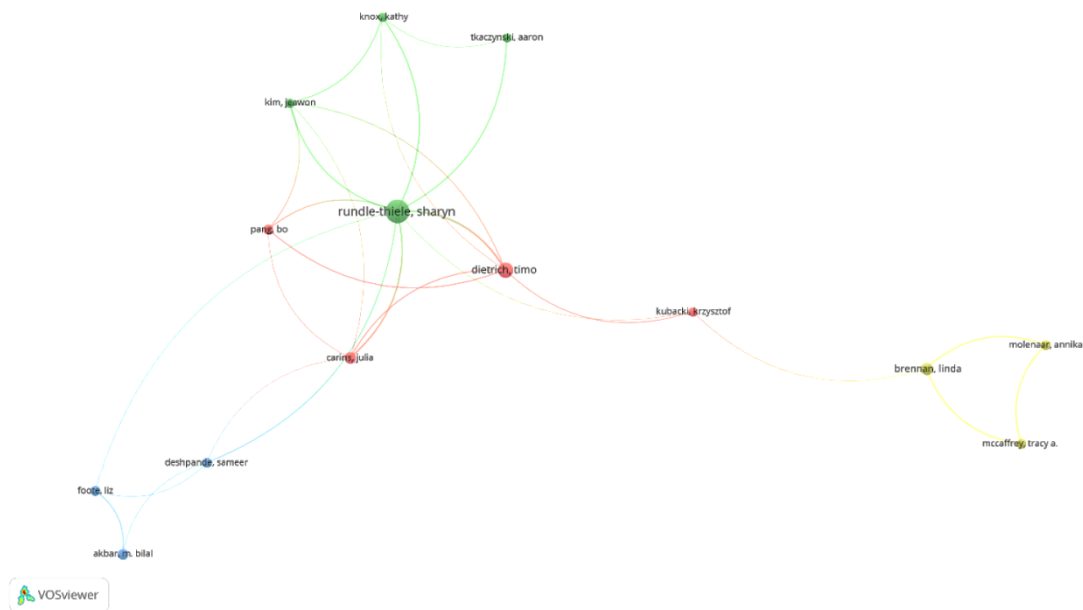 knox, kathy
tkaczynski, aaron
kim, jeawon
rundle-thiele, sharyn
pang, bo
dietrich, timo
kubacki, krzysztof
molenaar, annika
carins, julia
brennan, linda
mccaffrey, tracy a.
deshpande, sameer
foote, liz
akbar, m. bilal
VOSviewer